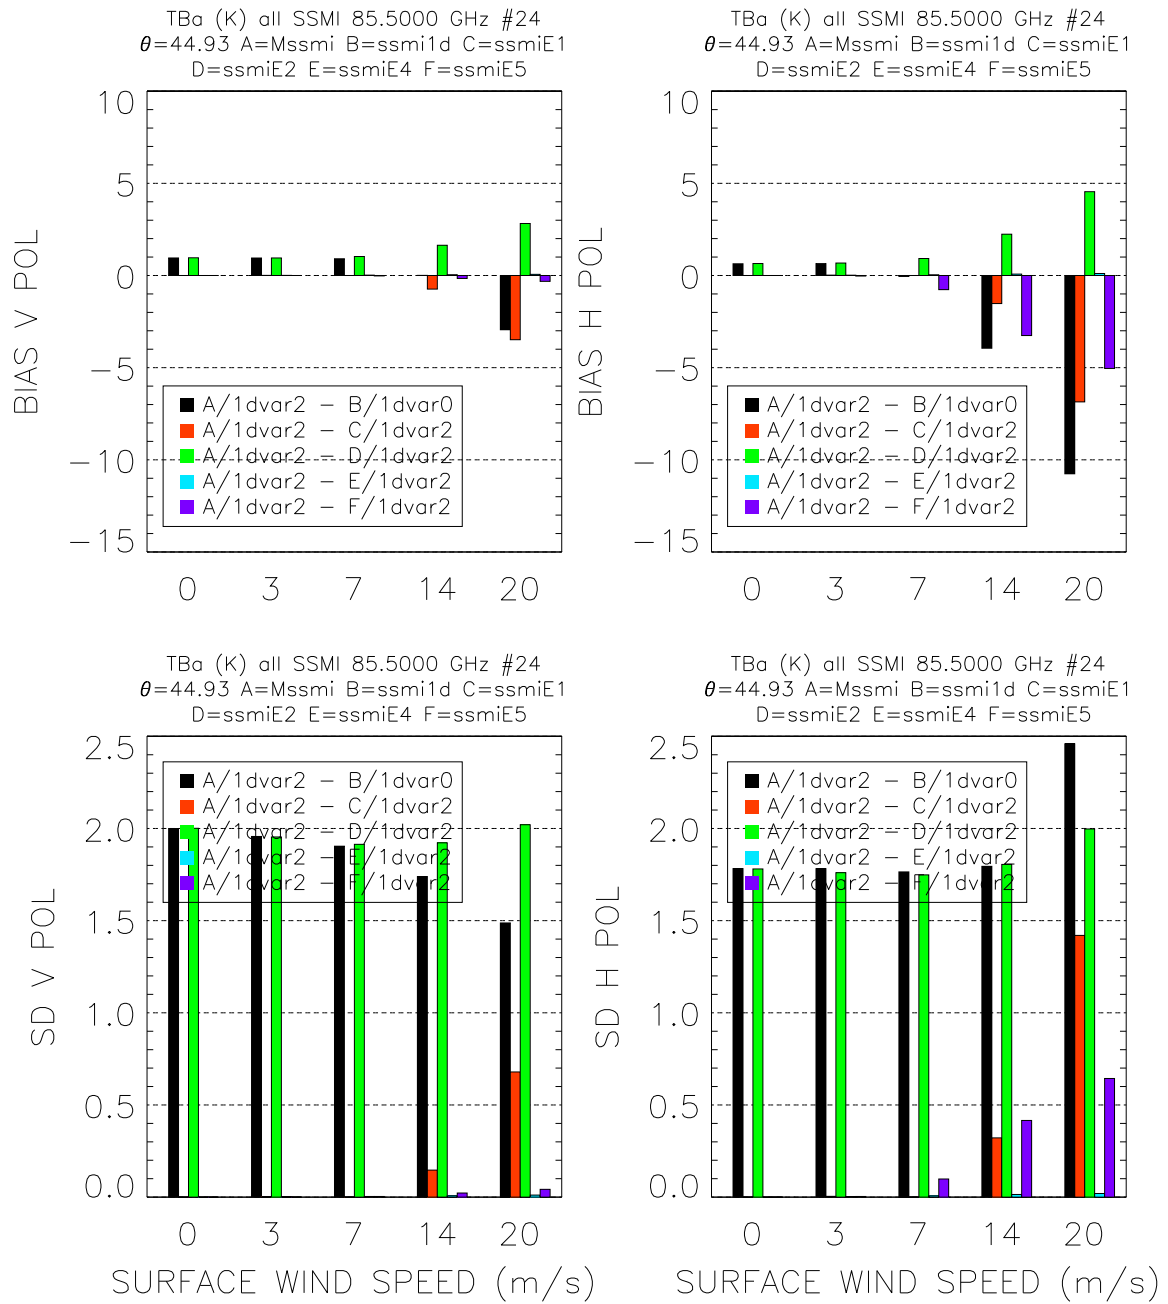 TBa (K) all SSMI 85.5000 GHz #24
θ=44.93 A=Mssmi B=ssmi1d C=ssmiE1
D=ssmiE2 E=ssmiE4 F=ssmiE5
10
5
0
−5
−10
−15
BIAS V POL
A/1dvar2 − B/1dvar0
A/1dvar2 − C/1dvar2
A/1dvar2 − D/1dvar2
A/1dvar2 − E/1dvar2
A/1dvar2 − F/1dvar2
0 3 7 14 20
TBa (K) all SSMI 85.5000 GHz #24
θ=44.93 A=Mssmi B=ssmi1d C=ssmiE1
D=ssmiE2 E=ssmiE4 F=ssmiE5
10
5
0
−5
−10
−15
BIAS H POL
A/1dvar2 − B/1dvar0
A/1dvar2 − C/1dvar2
A/1dvar2 − D/1dvar2
A/1dvar2 − E/1dvar2
A/1dvar2 − F/1dvar2
0 3 7 14 20
TBa (K) all SSMI 85.5000 GHz #24
θ=44.93 A=Mssmi B=ssmi1d C=ssmiE1
D=ssmiE2 E=ssmiE4 F=ssmiE5
2.5
2.0
1.5
1.0
0.5
0.0
SD V POL
A/1dvar2 − B/1dvar0
A/1dvar2 − C/1dvar2
A/1dvar2 − D/1dvar2
A/1dvar2 − E/1dvar2
A/1dvar2 − F/1dvar2
0 3 7 14 20
SURFACE WIND SPEED (m/s)
TBa (K) all SSMI 85.5000 GHz #24
θ=44.93 A=Mssmi B=ssmi1d C=ssmiE1
D=ssmiE2 E=ssmiE4 F=ssmiE5
2.5
2.0
1.5
1.0
0.5
0.0
SD H POL
A/1dvar2 − B/1dvar0
A/1dvar2 − C/1dvar2
A/1dvar2 − D/1dvar2
A/1dvar2 − E/1dvar2
A/1dvar2 − F/1dvar2
0 3 7 14 20
SURFACE WIND SPEED (m/s)